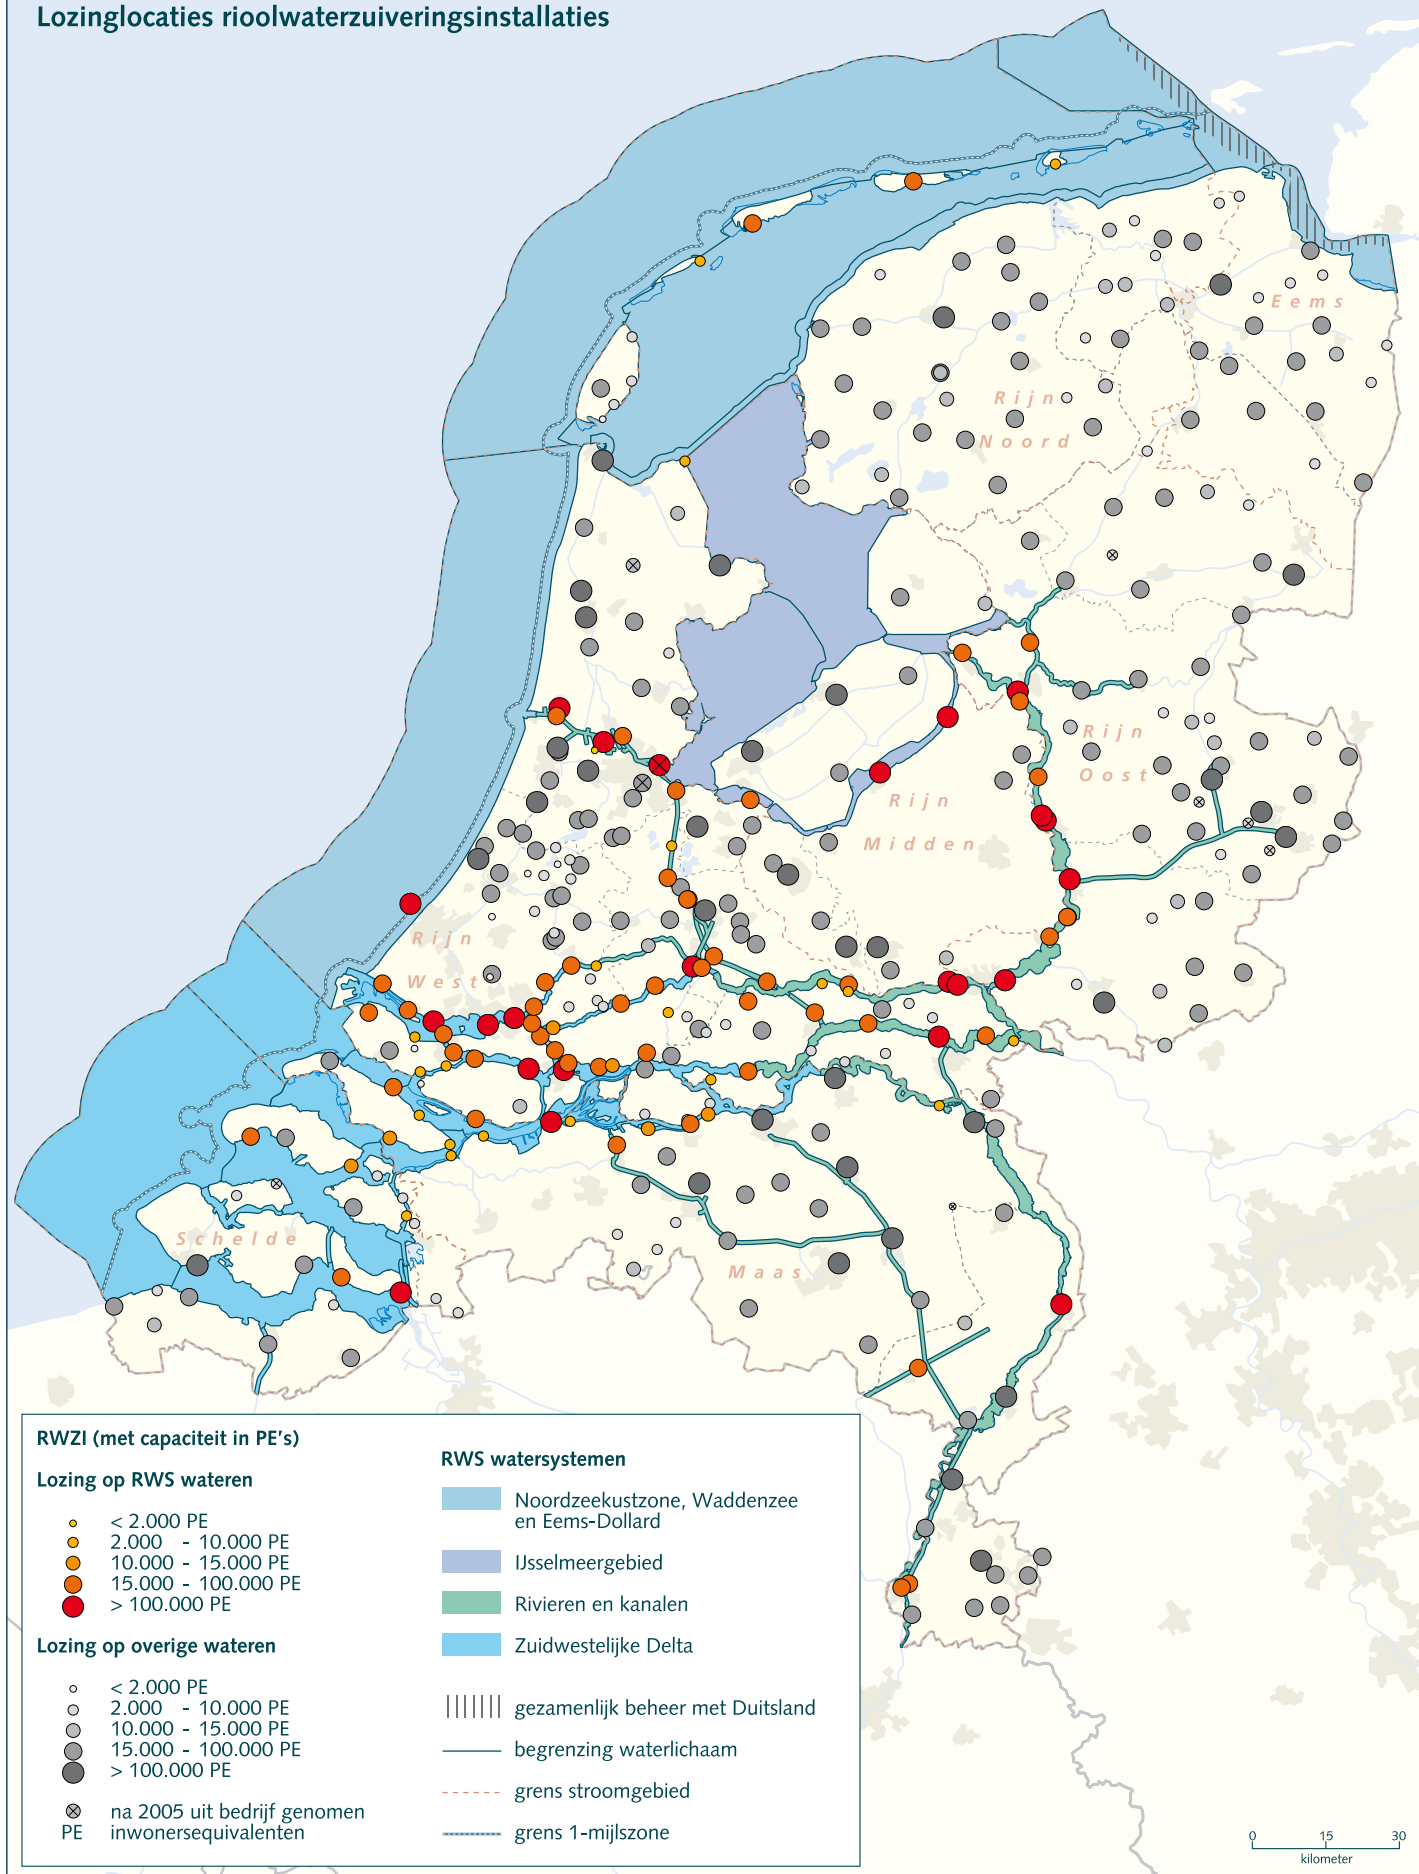 Lozinglocaties rioolwaterzuiveringsinstallaties
Eems
Rijn
Noord
Rijn
Oost
Rijn
Midden
Rijn
West
Schelde
Maas
RWZI (met capaciteit in PE's)
Lozing op RWS wateren
< 2.000 PE
2.000 - 10.000 PE
10.000 - 15.000 PE
15.000 - 100.000 PE
> 100.000 PE
Lozing op overige wateren
< 2.000 PE
2.000 - 10.000 PE
10.000 - 15.000 PE
15.000 - 100.000 PE
> 100.000 PE
na 2005 uit bedrijf genomen
PE inwonersequivalenten
RWS watersystemen
Noordzeekustzone, Waddenzee
en Eems-Dollard
IJsselmeergebied
Rivieren en kanalen
Zuidwestelijke Delta
gezamenlijk beheer met Duitsland
begrenzing waterlichaam
grens stroomgebied
grens 1-mijlszone
0 15 30
kilometer